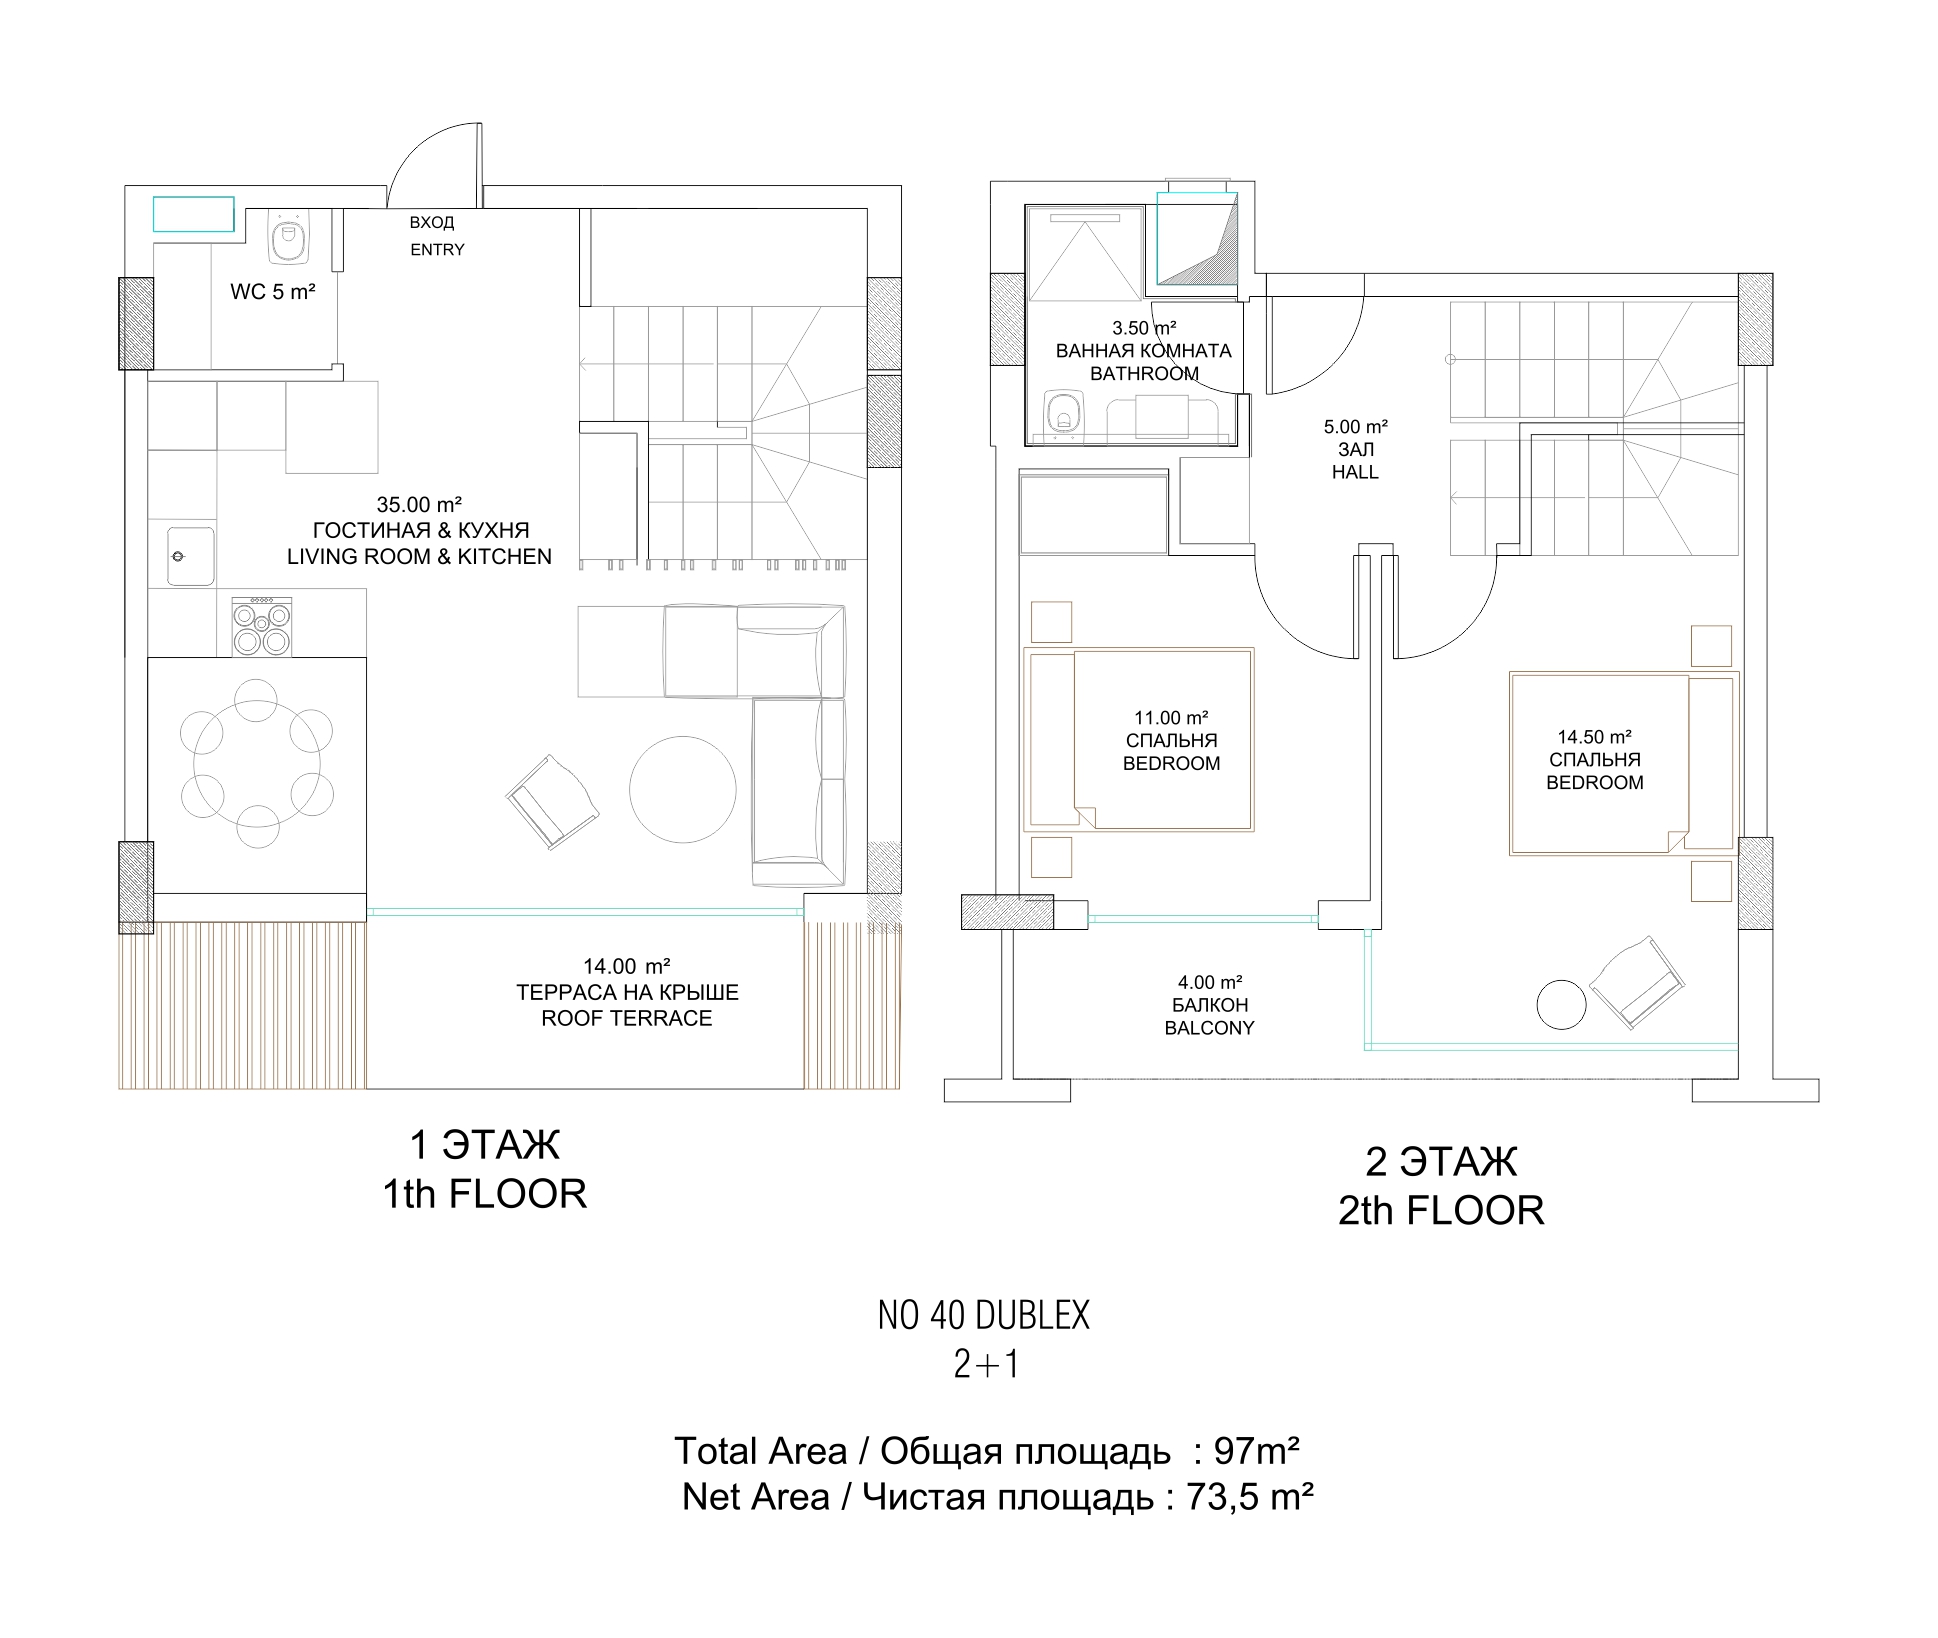 ВХОД
ENTRY
WC 5 m²
35.00 m²
ГОСТИНАЯ & КУХНЯ
LIVING ROOM & KITCHEN
14.00 m²
ТЕРРАСА НА КРЫШЕ
ROOF TERRACE
1 ЭТАЖ
1th FLOOR
3.50 m²
ВАННАЯ КОМНАТА
BATHROOM
5.00 m²
ЗАЛ
HALL
11.00 m²
СПАЛЬНЯ
BEDROOM
14.50 m²
СПАЛЬНЯ
BEDROOM
4.00 m²
БАЛКОН
BALCONY
2 ЭТАЖ
2th FLOOR
NO 40 DUBLEX
2+1
Total Area / Общая площадь : 97m²
Net Area / Чистая площадь : 73,5 m²